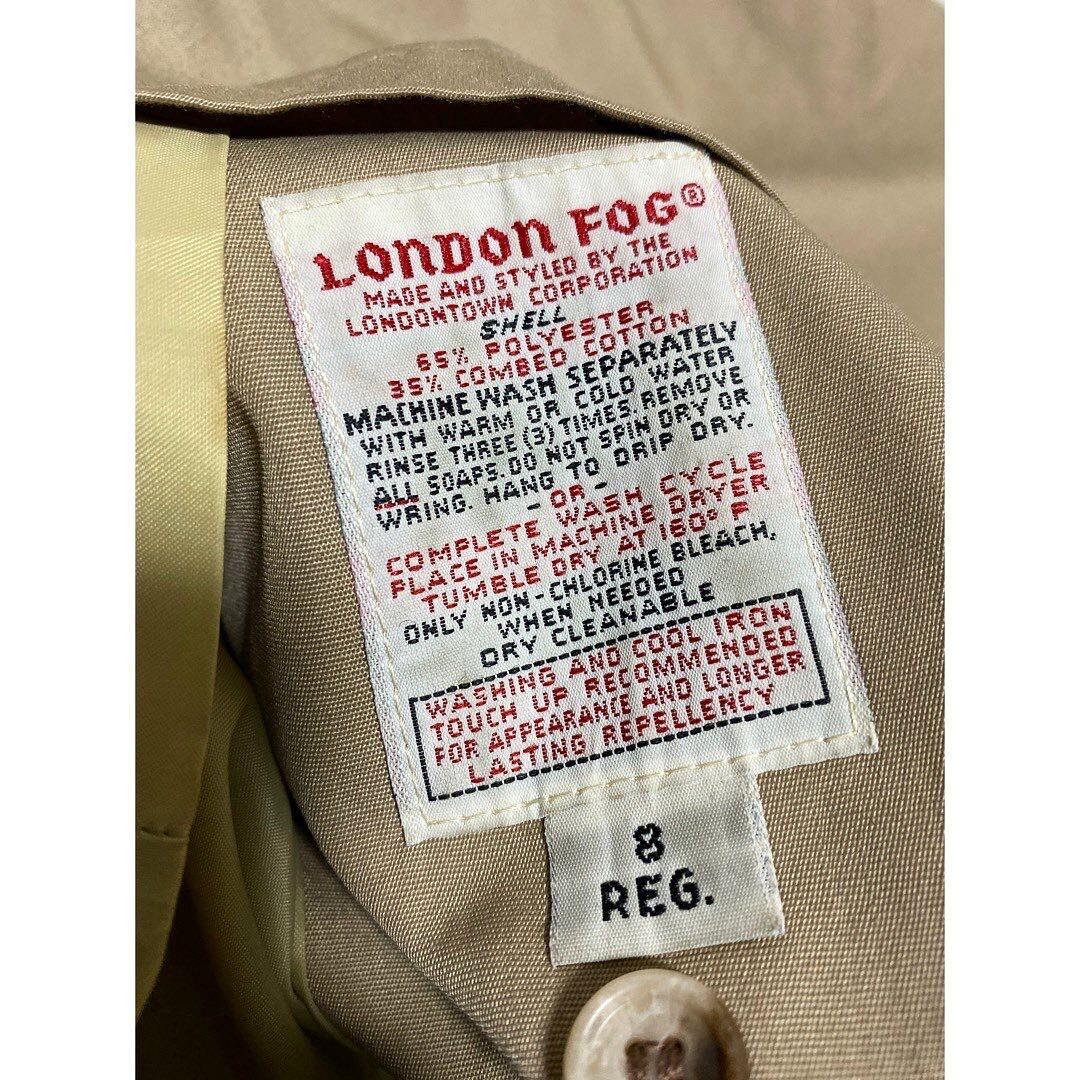 LONDON FOG®
MADE AND STYLED BY THE
LONDONTOWN CORPORATION
SHELL
65% POLYESTER
35% COMBED COTTON
MACHINE WASH SEPARATELY
WITH WARM OR COLD WATER
RINSE THREE (3) TIMES. REMOVE
ALL SOAPS. DO NOT SPIN DRY OR
WRING. HANG TO DRIP DRY.
- OR -
COMPLETE WASH CYCLE
PLACE IN MACHINE DRYER
TUMBLE DRY AT 160° F
ONLY NON-CHLORINE BLEACH,
WHEN NEEDED
DRY CLEANABLE
WASHING AND COOL IRON
TOUCH UP RECOMMENDED
FOR APPEARANCE AND LONGER
LASTING REPELLENCY
8
REG.